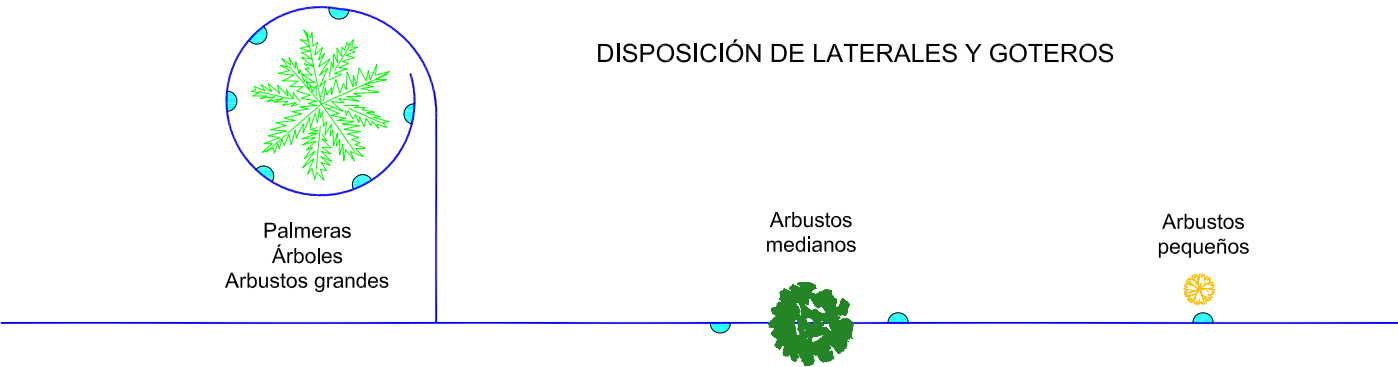 DISPOSICIÓN DE LATERALES Y GOTEROS
Palmeras
Árboles
Arbustos grandes
Arbustos
medianos
Arbustos
pequeños